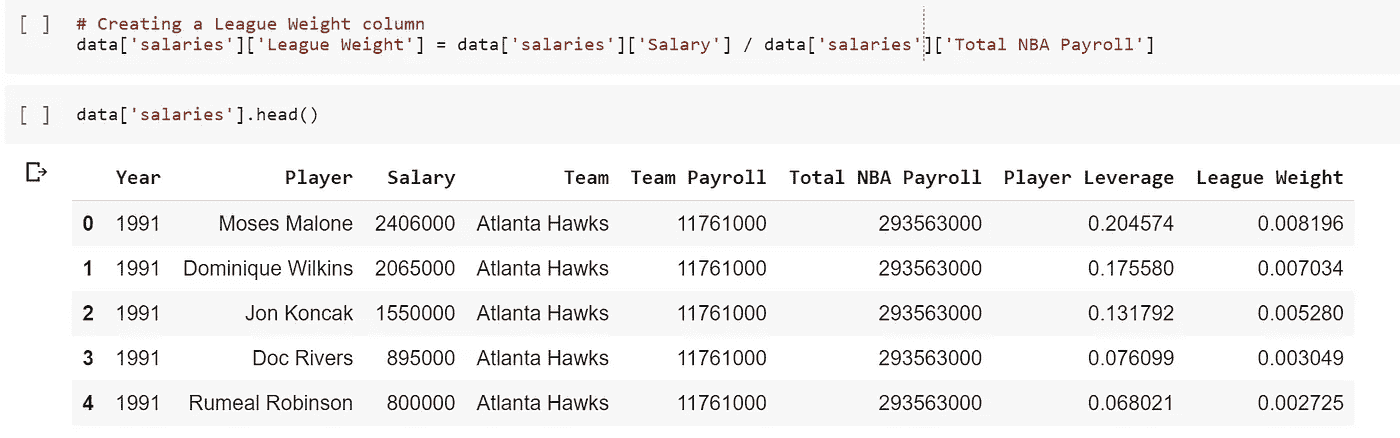 [ ] # Creating a League Weight column
data['salaries']['League Weight'] = data['salaries']['Salary'] / data['salaries']['Total NBA Payroll']
[ ] data['salaries'].head()
Year Player Salary Team Team Payroll Total NBA Payroll Player Leverage League Weight
0 1991 Moses Malone 2406000 Atlanta Hawks 11761000 293563000 0.204574 0.008196
1 1991 Dominique Wilkins 2065000 Atlanta Hawks 11761000 293563000 0.175580 0.007034
2 1991 Jon Koncak 1550000 Atlanta Hawks 11761000 293563000 0.131792 0.005280
3 1991 Doc Rivers 895000 Atlanta Hawks 11761000 293563000 0.076099 0.003049
4 1991 Rumeal Robinson 800000 Atlanta Hawks 11761000 293563000 0.068021 0.002725